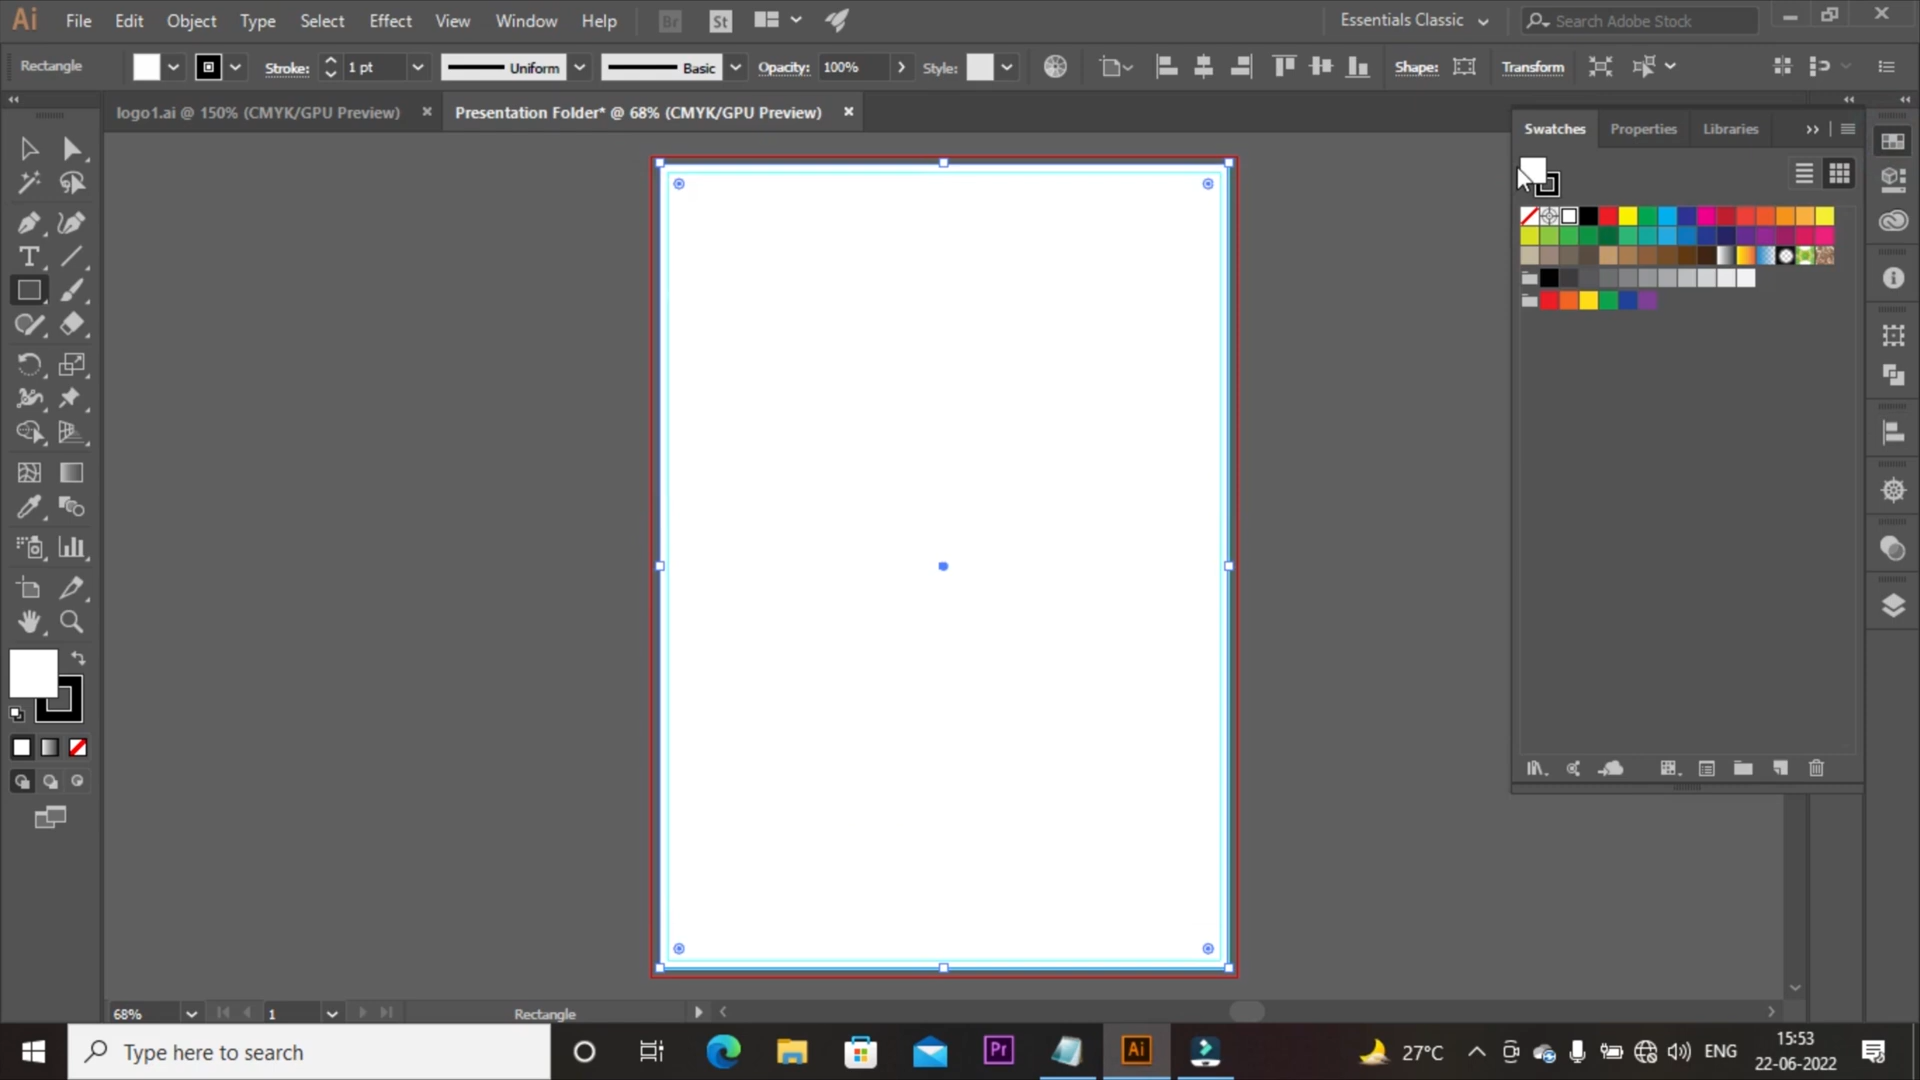 Ai File Edit Object Type Select Effect View Window Help Br St Essentials Classic Search Adobe Stock
Rectangle Stroke: 1 pt Uniform Basic Opacity: 100% Style: Shape: Transform
logo1.ai @ 150% (CMYK/GPU Preview) Presentation Folder* @ 68% (CMYK/GPU Preview)
Swatches Properties Libraries
T
68% 1 Rectangle
Type here to search Pr Ai 27°C ENG 15:53
22-06-2022